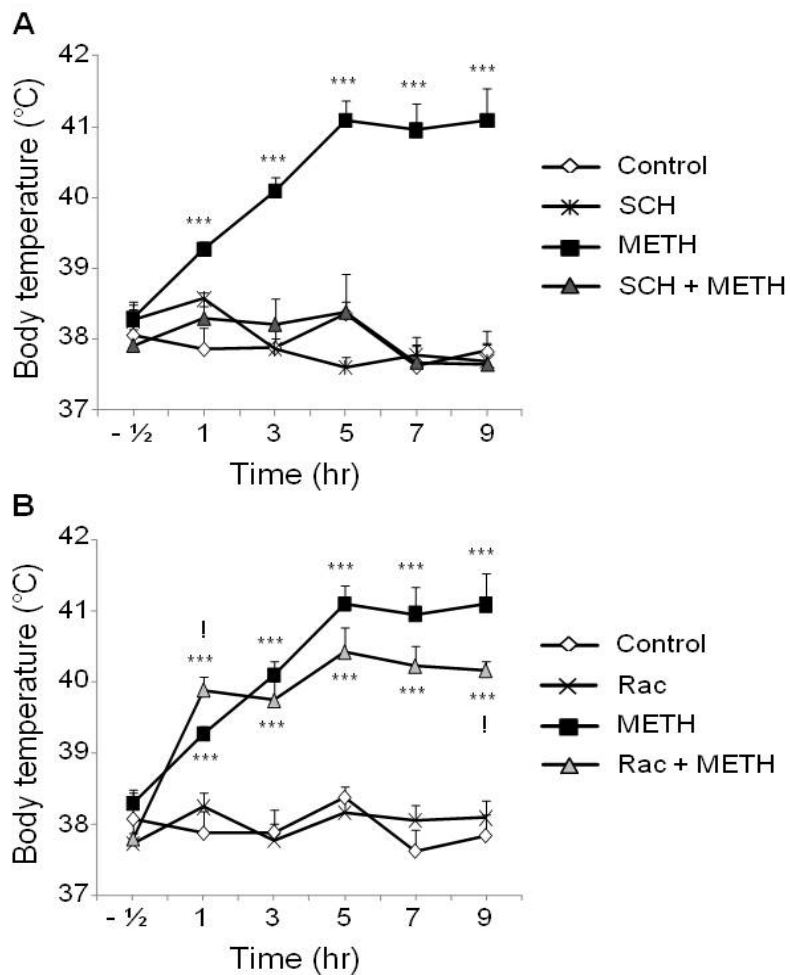 A
Body temperature (°C)
42
41
40
39
38
37
*** *** *** *** ***
- ½ 1 3 5 7 9
Time (hr)
Control
SCH
METH
SCH + METH
B
Body temperature (°C)
42
41
40
39
38
37
! *** *** *** *** ***
*** *** *** *** *** !
- ½ 1 3 5 7 9
Time (hr)
Control
Rac
METH
Rac + METH